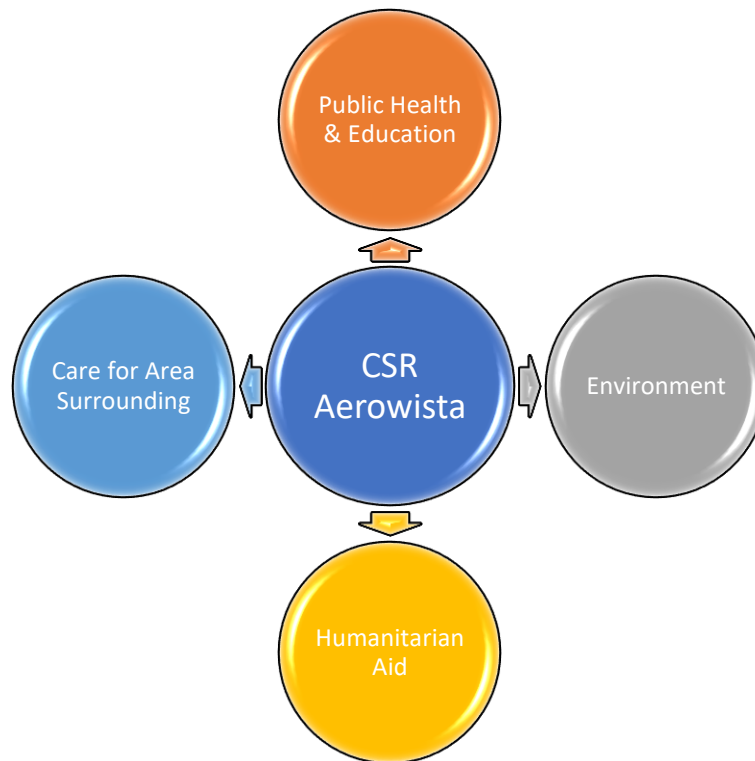 Public Health
& Education
Care for Area
Surrounding
CSR
Aerowista
Environment
Humanitarian
Aid